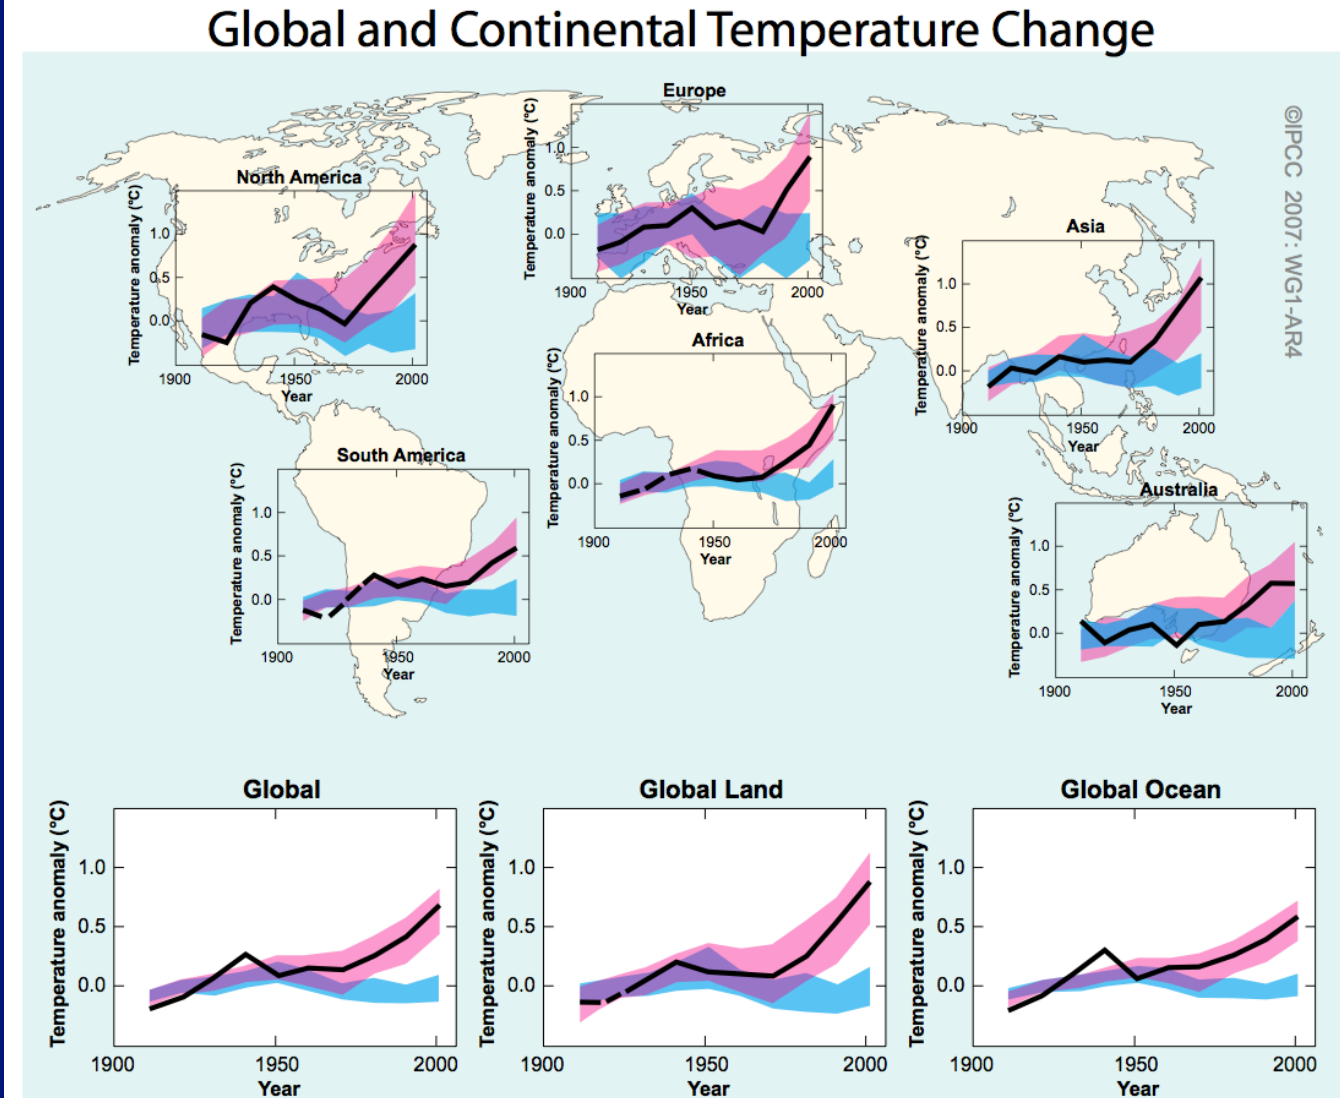 Global and Continental Temperature Change
Europe
Temperature anomaly (°C)
1.0
0.5
0.0
1900
1950
2000
Year
©IPCC 2007: WG1-AR4
North America
Temperature anomaly (°C)
1.0
0.5
0.0
1900
1950
2000
Year
Asia
Temperature anomaly (°C)
1.0
0.5
0.0
1900
1950
2000
Year
Africa
Temperature anomaly (°C)
1.0
0.5
0.0
1900
1950
2000
Year
South America
Temperature anomaly (°C)
1.0
0.5
0.0
1900
1950
2000
Year
Australia
Temperature anomaly (°C)
1.0
0.5
0.0
1900
1950
2000
Year
Global
Temperature anomaly (°C)
1.0
0.5
0.0
1900
1950
2000
Year
Global Land
Temperature anomaly (°C)
1.0
0.5
0.0
1900
1950
2000
Year
Global Ocean
Temperature anomaly (°C)
1.0
0.5
0.0
1900
1950
2000
Year